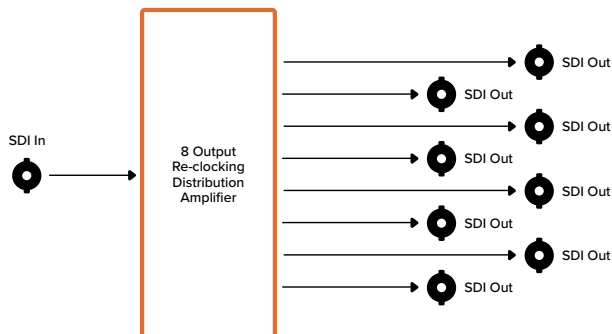 SDI In
8 Output
Re-clocking
Distribution
Amplifier
SDI Out
SDI Out
SDI Out
SDI Out
SDI Out
SDI Out
SDI Out
SDI Out